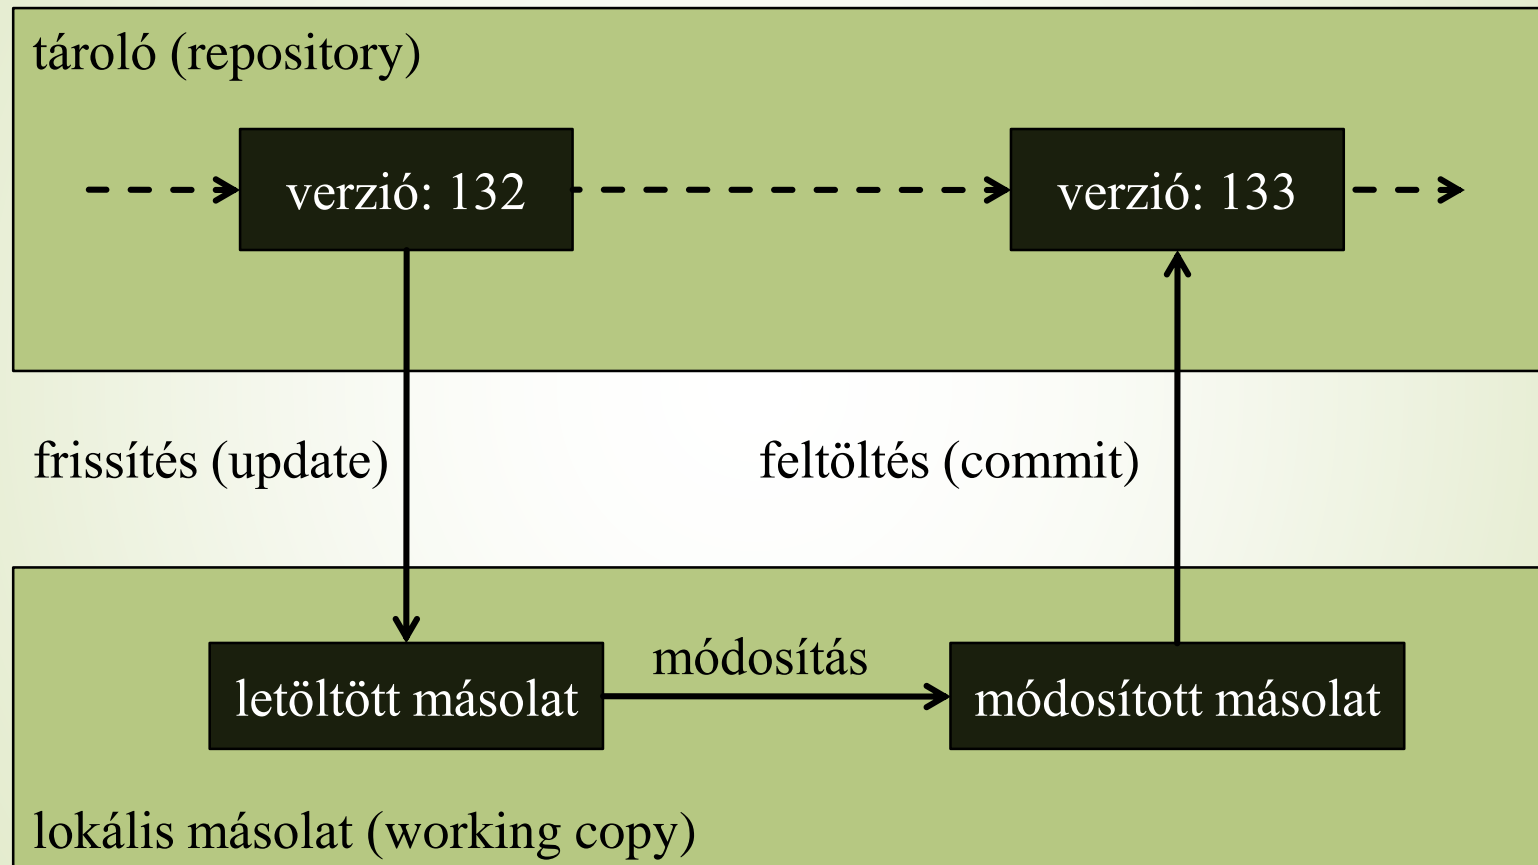 tároló (repository)
verzió: 132
verzió: 133
frissítés (update)
feltöltés (commit)
módosítás
letöltött másolat
módosított másolat
lokális másolat (working copy)